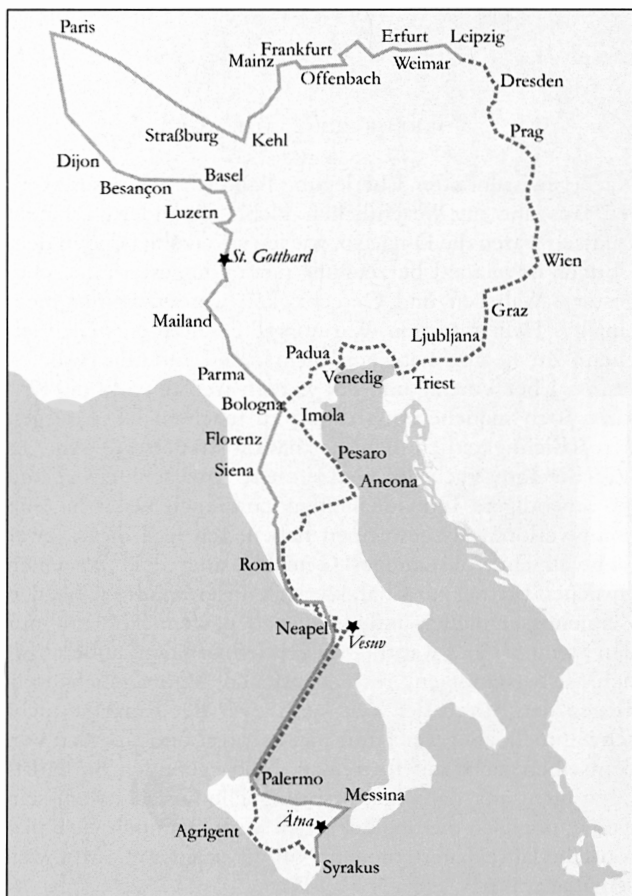 Paris
Erfurt Leipzig
Frankfurt
Mainz Weimar
Offenbach
Dresden
Straßburg Kehl
Prag
Dijon
Besançon Basel
Luzern
St. Gotthard
Wien
Graz
Mailand
Ljubljana
Padua
Venedig
Parma Triest
Bologna Imola
Florenz
Pesaro
Siena
Ancona
Rom
Neapel
Vesuv
Palermo
Messina
Agrigent Ätna
Syrakus